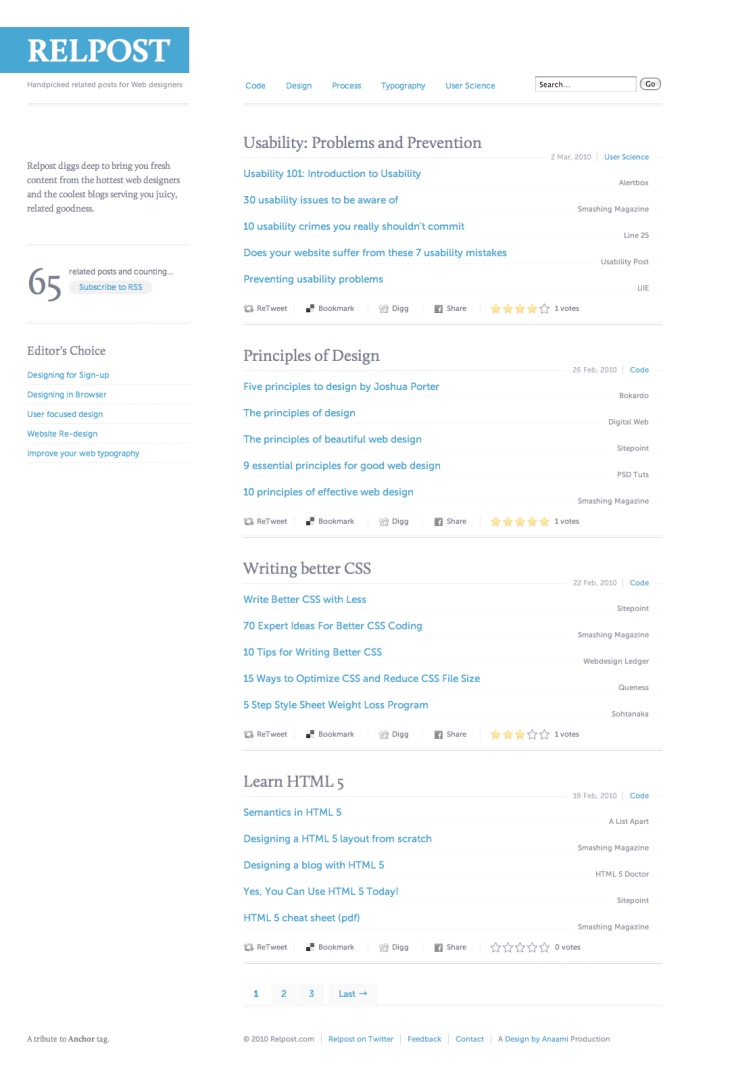 RELPOST
Handpicked related posts for Web designers
Code Design Process Typography User Science
Search... Go
Relpost diggs deep to bring you fresh
content from the hottest web designers
and the coolest blogs serving you juicy,
related goodness.
65 related posts and counting...
Subscribe to RSS
Editor's Choice
Designing for Sign-up
Designing in Browser
User focused design
Website Re-design
Improve your web typography
Usability: Problems and Prevention
2 Mar, 2010 | User Science
Usability 101: Introduction to Usability
Alertbox
30 usability issues to be aware of
Smashing Magazine
10 usability crimes you really shouldn't commit
Line 25
Does your website suffer from these 7 usability mistakes
Usability Post
Preventing usability problems
UIE
ReTweet Bookmark Digg Share 1 votes
Principles of Design
26 Feb, 2010 | Code
Five principles to design by Joshua Porter
Bokardo
The principles of design
Digital Web
The principles of beautiful web design
Sitepoint
9 essential principles for good web design
PSD Tuts
10 principles of effective web design
Smashing Magazine
ReTweet Bookmark Digg Share 1 votes
Writing better CSS
22 Feb, 2010 | Code
Write Better CSS with Less
Sitepoint
70 Expert Ideas For Better CSS Coding
Smashing Magazine
10 Tips for Writing Better CSS
Webdesign Ledger
15 Ways to Optimize CSS and Reduce CSS File Size
Queness
5 Step Style Sheet Weight Loss Program
Sohtanaka
ReTweet Bookmark Digg Share 1 votes
Learn HTML 5
19 Feb, 2010 | Code
Semantics in HTML 5
A List Apart
Designing a HTML 5 layout from scratch
Smashing Magazine
Designing a blog with HTML 5
HTML 5 Doctor
Yes, You Can Use HTML 5 Today!
Sitepoint
HTML 5 cheat sheet (pdf)
Smashing Magazine
ReTweet Bookmark Digg Share 0 votes
1 2 3 Last →
A tribute to Anchor tag.
© 2010 Relpost.com | Relpost on Twitter | Feedback | Contact | A Design by Anaami Production